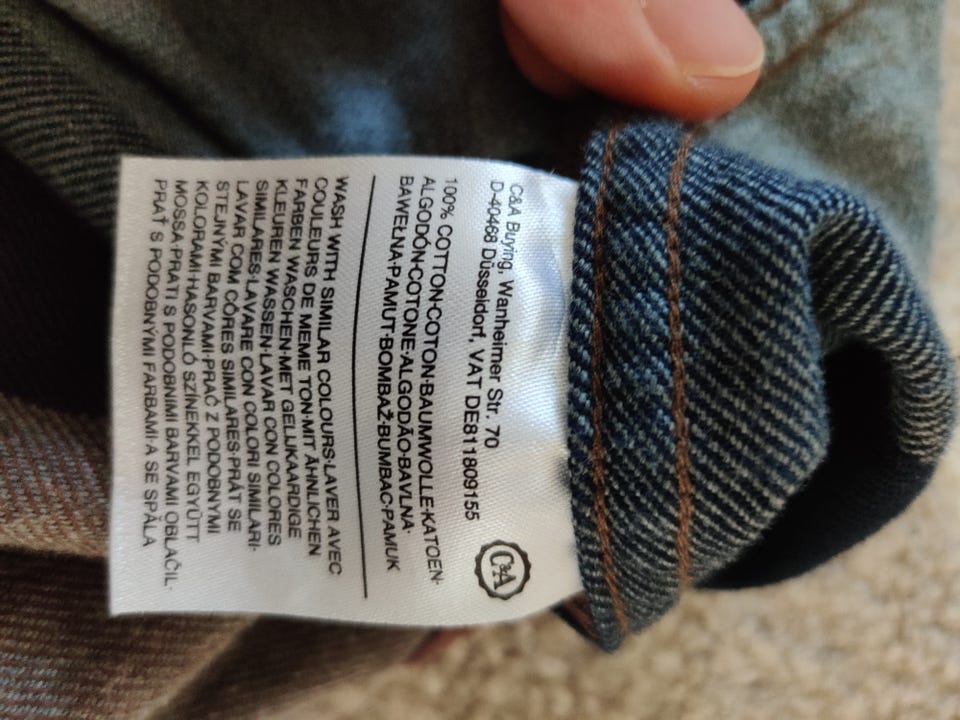 C&A Buying, Wanheimer Str. 70
D-40468 Düsseldorf, VAT DE811809155
C&A
100% COTTON·COTON·BAUMWOLLE·KATOEN·
ALGODÓN·COTONE·ALGODÃO·BAVLNA·
BAWEŁNA·PAMUT·BOMBAŽ·BUMBAC·PAMUK
WASH WITH SIMILAR COLOURS·LAVER AVEC
COULEURS DE MEME TON·MIT ÄHNLICHEN
FARBEN WASCHEN·MET GELIJKAARDIGE
KLEUREN WASSEN·LAVAR CON COLORES
SIMILARES·LAVARE CON COLORI SIMILARI·
LAVAR COM CÔRES SIMILARES·PRÁT SE
STEJNÝMI BARVAMI·PRAĆ Z PODOBNYMI
KOLORAMI·HASONLÓ SZÍNEKKEL EGYÜTT
MOSSA·PRATI S PODOBNIMI BARVAMI OBLAČIL·
PRAŤ S PODOBNÝMI FARBAMI·A SE SPĂLA